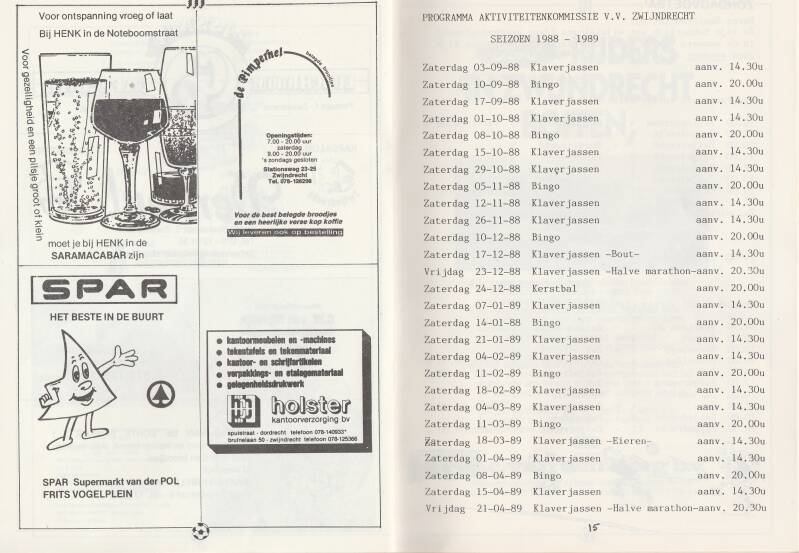 Voor ontspanning vroeg of laat
Bij HENK in de Noteboomstraat
Voor gezelligheid en een pilsje groot of klein
moet je bij HENK in de
SARAMACABAR zijn
de Pimpernel
belegde broodjes
Openingstijden:
7.00 - 20.00 uur
zaterdag
9.00 - 20.00 uur
's zondags gesloten
Stationsweg 23-25
Zwijndrecht
Tel. 078-126298
Voor de best belegde broodjes
en een heerlijke verse kop koffie
Wij leveren ook op bestelling
SPAR
HET BESTE IN DE BUURT
SPAR Supermarkt van der POL
FRITS VOGELPLEIN
• kantoormeubelen en -machines
• tekentafels en tekenmateriaal
• kantoor- en schrijfartikelen
• verpakkings- en etalagemateriaal
• gelegenheidsdrukwerk
holster
kantoorverzorging bv
spuistraat - dordrecht telefoon 078-140933*
bruinelaan 50 - zwijndrecht telefoon 078-125366
PROGRAMMA AKTIVITEITENKOMMISSIE V.V. ZWIJNDRECHT
SEIZOEN 1988 - 1989
Zaterdag 03-09-88 Klaverjassen aanv. 14.30u
Zaterdag 10-09-88 Bingo aanv. 20.00u
Zaterdag 17-09-88 Klaverjassen aanv. 14.30u
Zaterdag 01-10-88 Klaverjassen aanv. 14.30u
Zaterdag 08-10-88 Bingo aanv. 20.00u
Zaterdag 15-10-88 Klaverjassen aanv. 14.30u
Zaterdag 29-10-88 Klaverjassen aanv. 14.30u
Zaterdag 05-11-88 Bingo aanv. 20.00u
Zaterdag 12-11-88 Klaverjassen aanv. 14.30u
Zaterdag 26-11-88 Klaverjassen aanv. 14.30u
Zaterdag 10-12-88 Bingo aanv. 20.00u
Zaterdag 17-12-88 Klaverjassen -Bout- aanv. 14.30u
Vrijdag 23-12-88 Klaverjassen -Halve marathon-aanv. 20.30u
Zaterdag 24-12-88 Kerstbal aanv. 20.00u
Zaterdag 07-01-89 Klaverjassen aanv. 14.30u
Zaterdag 14-01-88 Bingo aanv. 20.00u
Zaterdag 21-01-89 Klaverjassen aanv. 14.30u
Zaterdag 04-02-89 Klaverjassen aanv. 14.30u
Zaterdag 11-02-89 Bingo aanv. 20.00u
Zaterdag 18-02-89 Klaverjassen aanv. 14.30u
Zaterdag 04-03-89 Klaverjassen aanv. 14.30u
Zaterdag 11-03-89 Bingo aanv. 20.00u
Zaterdag 18-03-89 Klaverjassen -Eieren- aanv. 14.30u
Zaterdag 01-04-89 Klaverjassen aanv. 14.30u
Zaterdag 08-04-89 Bingo aanv. 20.00u
Zaterdag 15-04-89 Klaverjassen aanv. 14.30u
Vrijdag 21-04-89 Klaverjassen -Halve marathon-aanv. 20.30u
15